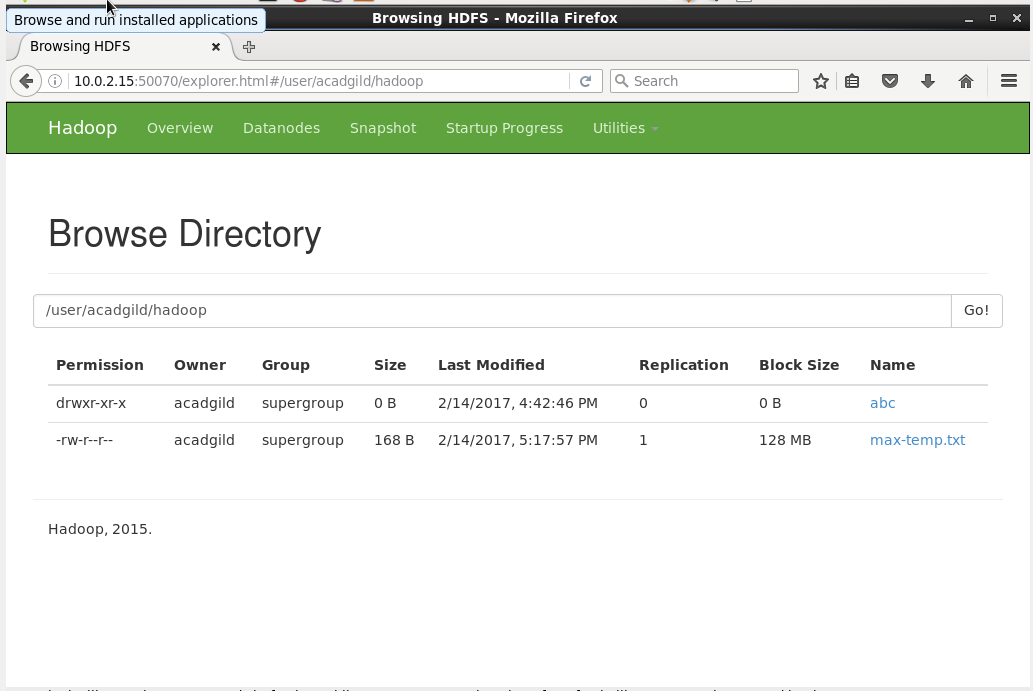 Browse and run installed applications
Browsing HDFS - Mozilla Firefox
Browsing HDFS
10.0.2.15:50070/explorer.html#/user/acadgild/hadoop
Search
Hadoop Overview Datanodes Snapshot Startup Progress Utilities
Browse Directory
/user/acadgild/hadoop Go!
Permission Owner Group Size Last Modified Replication Block Size Name
drwxr-xr-x acadgild supergroup 0 B 2/14/2017, 4:42:46 PM 0 0 B abc
-rw-r--r-- acadgild supergroup 168 B 2/14/2017, 5:17:57 PM 1 128 MB max-temp.txt
Hadoop, 2015.